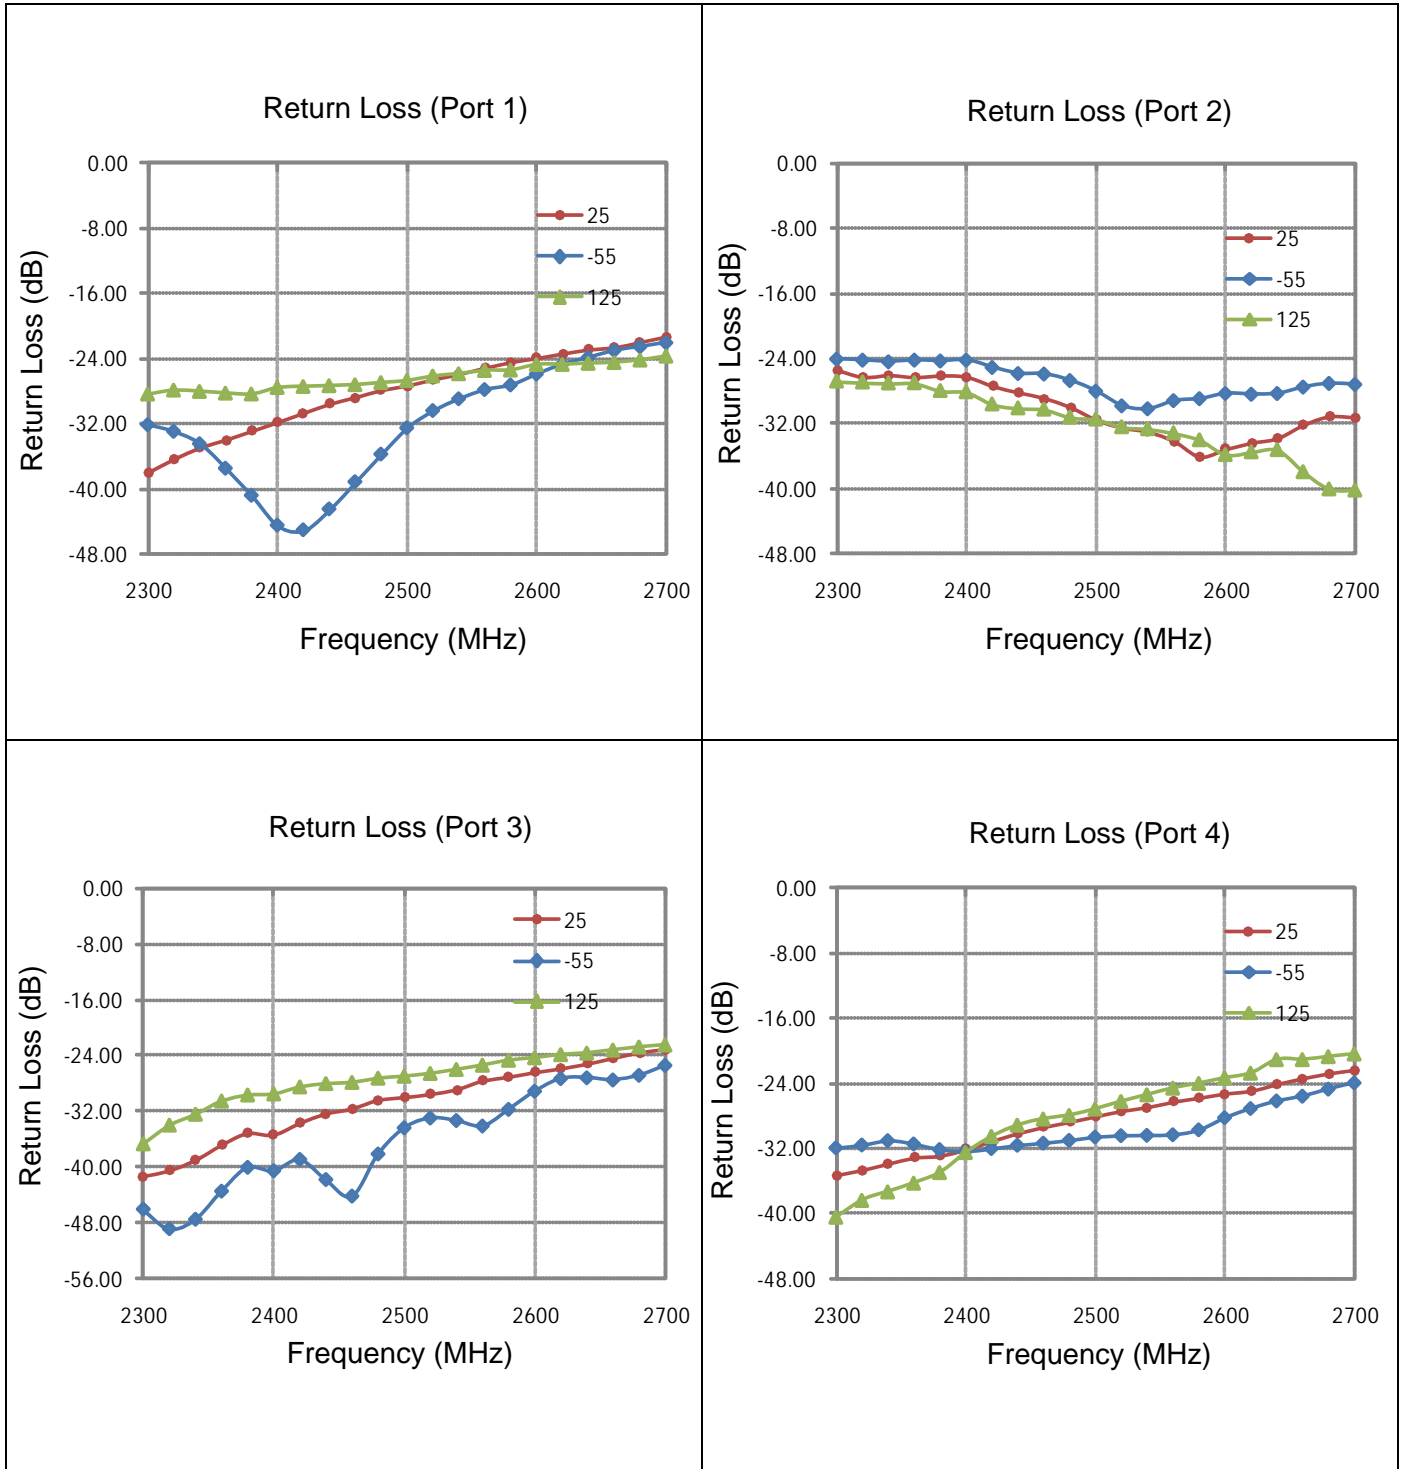 Return Loss (Port 1)
Return Loss (dB)
0.00
-8.00
-16.00
-24.00
-32.00
-40.00
-48.00
25
-55
125
2300 2400 2500 2600 2700
Frequency (MHz)
Return Loss (Port 2)
Return Loss (dB)
0.00
-8.00
-16.00
-24.00
-32.00
-40.00
-48.00
25
-55
125
2300 2400 2500 2600 2700
Frequency (MHz)
Return Loss (Port 3)
Return Loss (dB)
0.00
-8.00
-16.00
-24.00
-32.00
-40.00
-48.00
-56.00
25
-55
125
2300 2400 2500 2600 2700
Frequency (MHz)
Return Loss (Port 4)
Return Loss (dB)
0.00
-8.00
-16.00
-24.00
-32.00
-40.00
-48.00
25
-55
125
2300 2400 2500 2600 2700
Frequency (MHz)